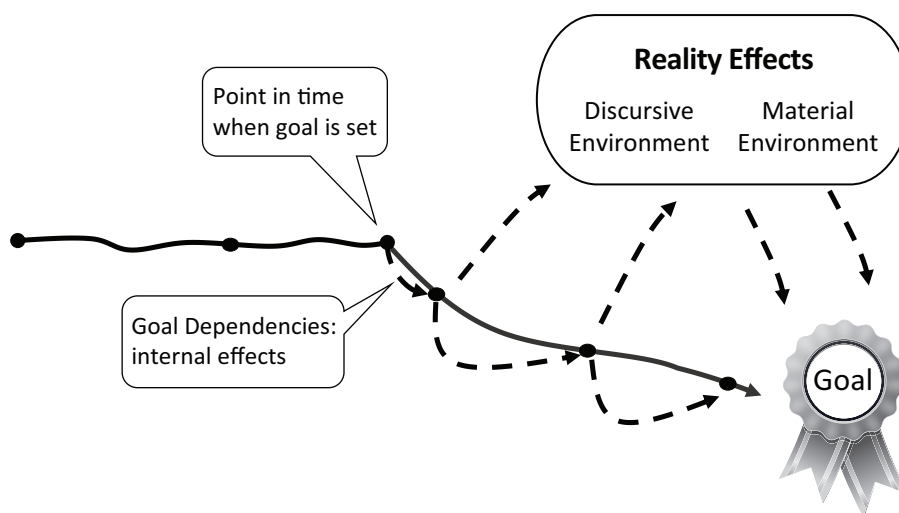 Reality Effects
Discursive
Environment
Material
Environment
Point in time
when goal is set
Goal Dependencies:
internal effects
Goal